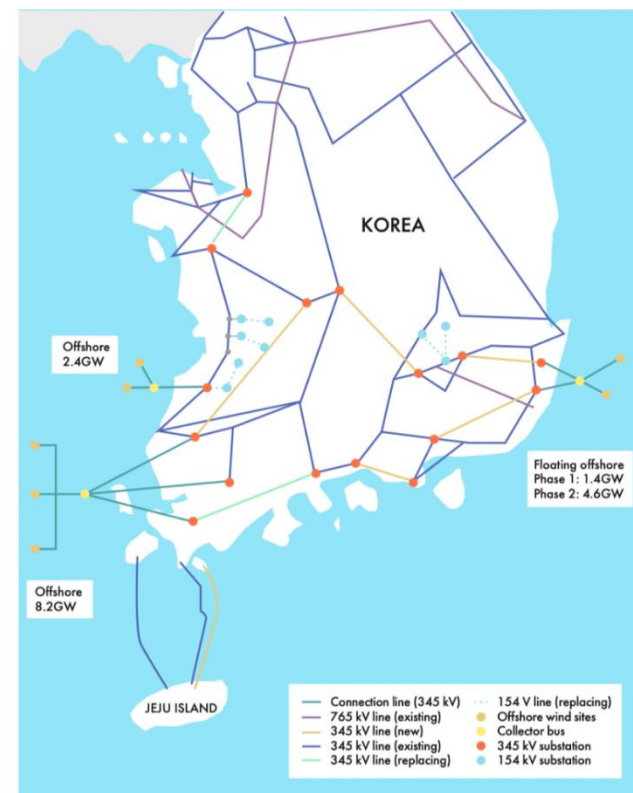 KOREA
Offshore
2.4GW
Floating offshore
Phase 1: 1.4GW
Phase 2: 4.6GW
Offshore
8.2GW
JEJU ISLAND
Connection line (345 kV)
765 kV line (existing)
345 kV line (new)
345 kV line (existing)
345 kV line (replacing)
154 V line (replacing)
Offshore wind sites
Collector bus
345 kV substation
154 kV substation